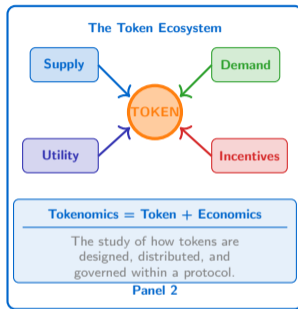 The Token Ecosystem
Supply
Demand
TOKEN
Utility
Incentives
Tokenomics = Token + Economics
The study of how tokens are
designed, distributed, and
governed within a protocol.
Panel 2